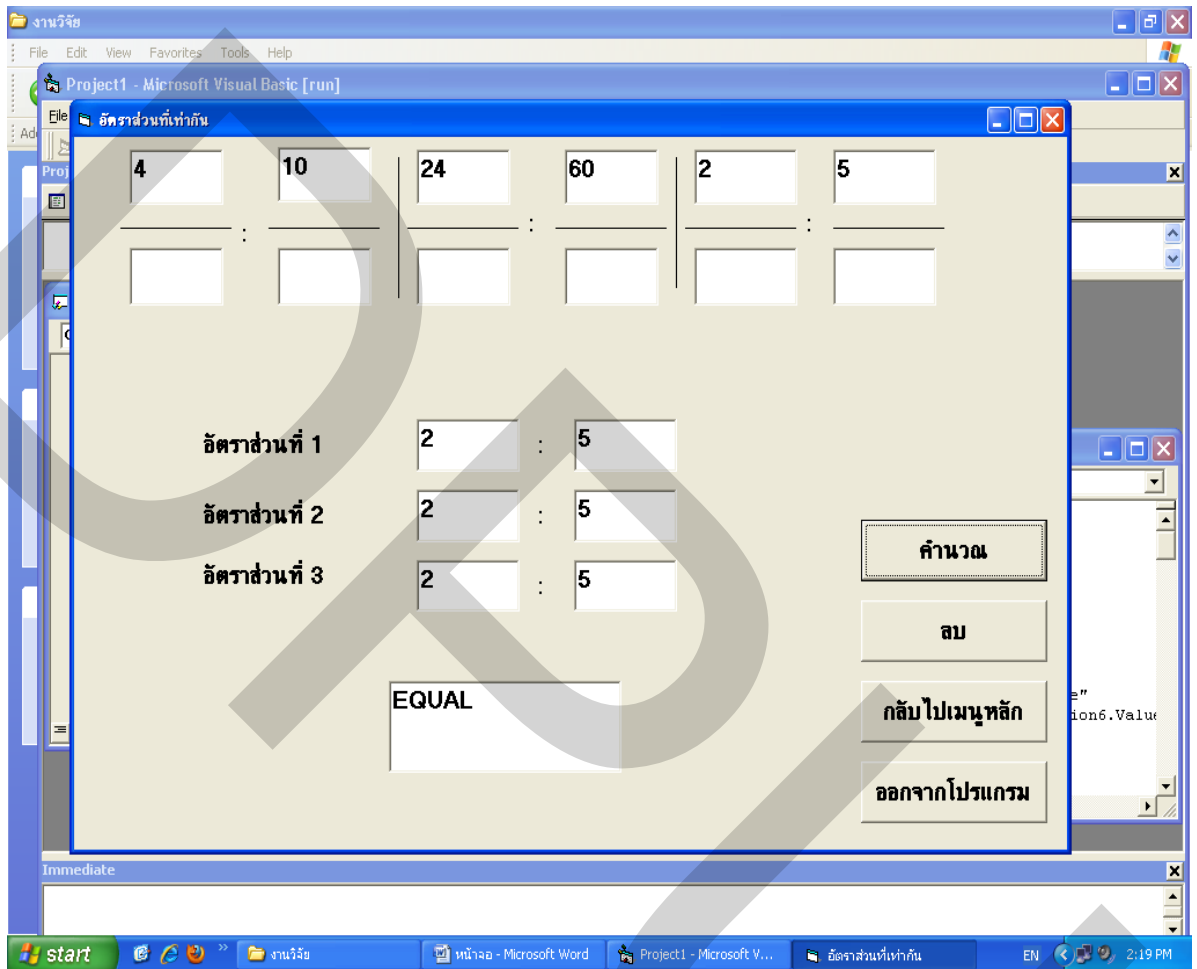 งานวิจัย
File Edit View Favorites Tools Help
Project1 - Microsoft Visual Basic [run]
File
อัตราส่วนที่เท่ากัน
Proj
4 : 10 24 : 60 2 : 5
อัตราส่วนที่ 1 2 : 5
อัตราส่วนที่ 2 2 : 5
อัตราส่วนที่ 3 2 : 5
คำนวณ
ลบ
EQUAL
กลับไปเมนูหลัก
ion6.Value
ออกจากโปรแกรม
Immediate
start งานวิจัย หน้าจอ - Microsoft Word Project1 - Microsoft V... อัตราส่วนที่เท่ากัน EN 2:19 PM